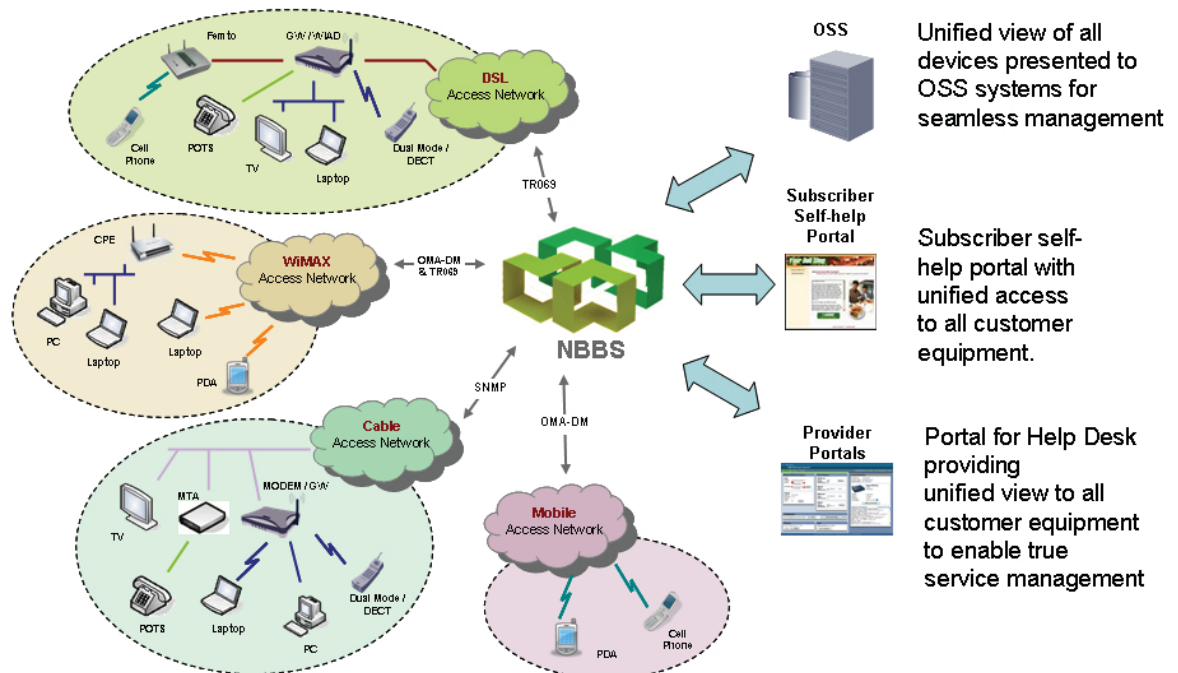 Femto
GW / WIAD
DSL
Access Network
Cell
Phone
POTS
TV
Laptop
Dual Mode /
DECT
TR069
CPE
WiMAX
Access Network
OMA-DM
& TR069
PC
Laptop
Laptop
PDA
NBBS
SNMP
OMA-DM
Cable
Access Network
MTA
MODEM / GW
TV
POTS
Laptop
PC
Dual Mode /
DECT
Mobile
Access Network
PDA
Cell
Phone
OSS
Unified view of all
devices presented to
OSS systems for
seamless management
Subscriber
Self-help
Portal
Subscriber self-
help portal with
unified access
to all customer
equipment.
Provider
Portals
Portal for Help Desk
providing
unified view to all
customer equipment
to enable true
service management